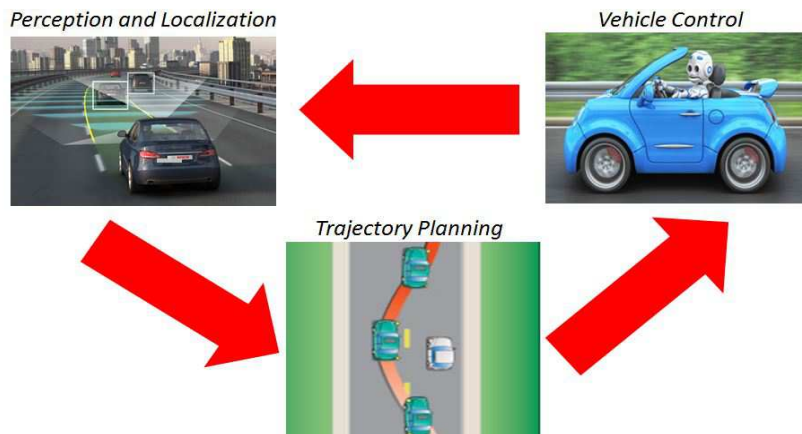 Perception and Localization
Vehicle Control
Trajectory Planning